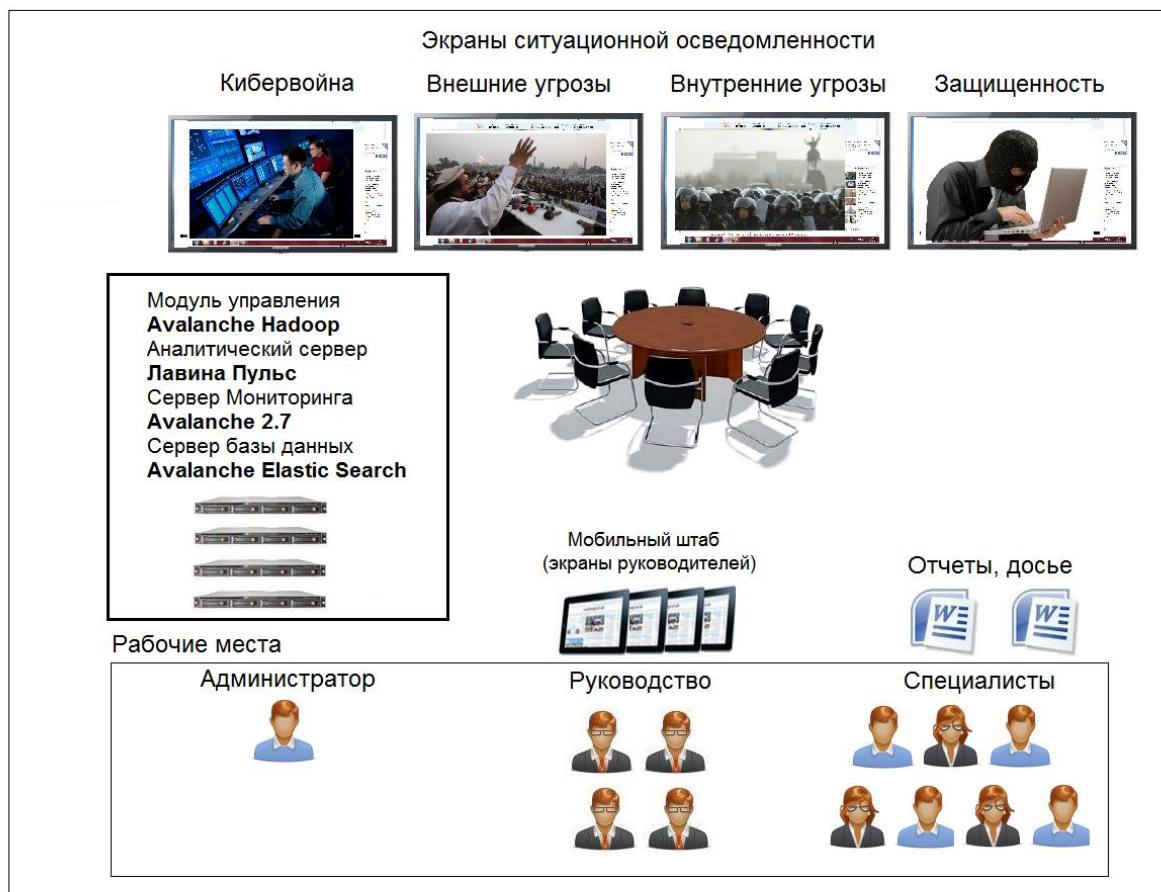 Экраны ситуационной осведомленности
Кибервойна
Внешние угрозы
Внутренние угрозы
Защищенность
Модуль управления
Avalanche Hadoop
Аналитический сервер
Лавина Пульс
Сервер Мониторинга
Avalanche 2.7
Сервер базы данных
Avalanche Elastic Search
Мобильный штаб
(экраны руководителей)
Отчеты, досье
W
W
Рабочие места
Администратор
Руководство
Специалисты